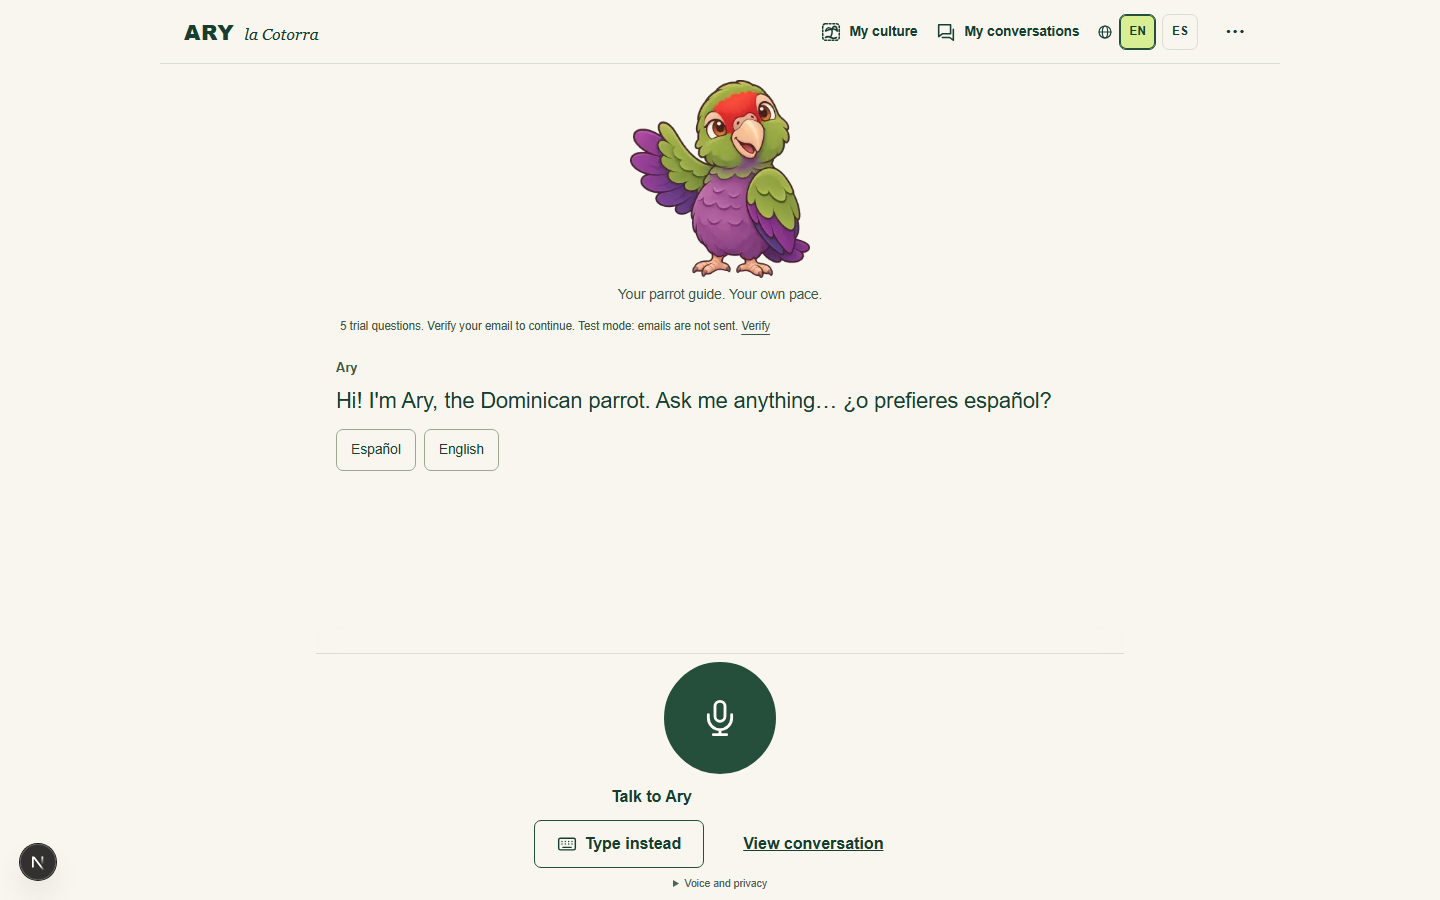 ARY la Cotorra
My culture
My conversations
EN
ES
Your parrot guide. Your own pace.
5 trial questions. Verify your email to continue. Test mode: emails are not sent. Verify
Ary
Hi! I'm Ary, the Dominican parrot. Ask me anything… ¿o prefieres español?
Español
English
Talk to Ary
Type instead
View conversation
Voice and privacy
N